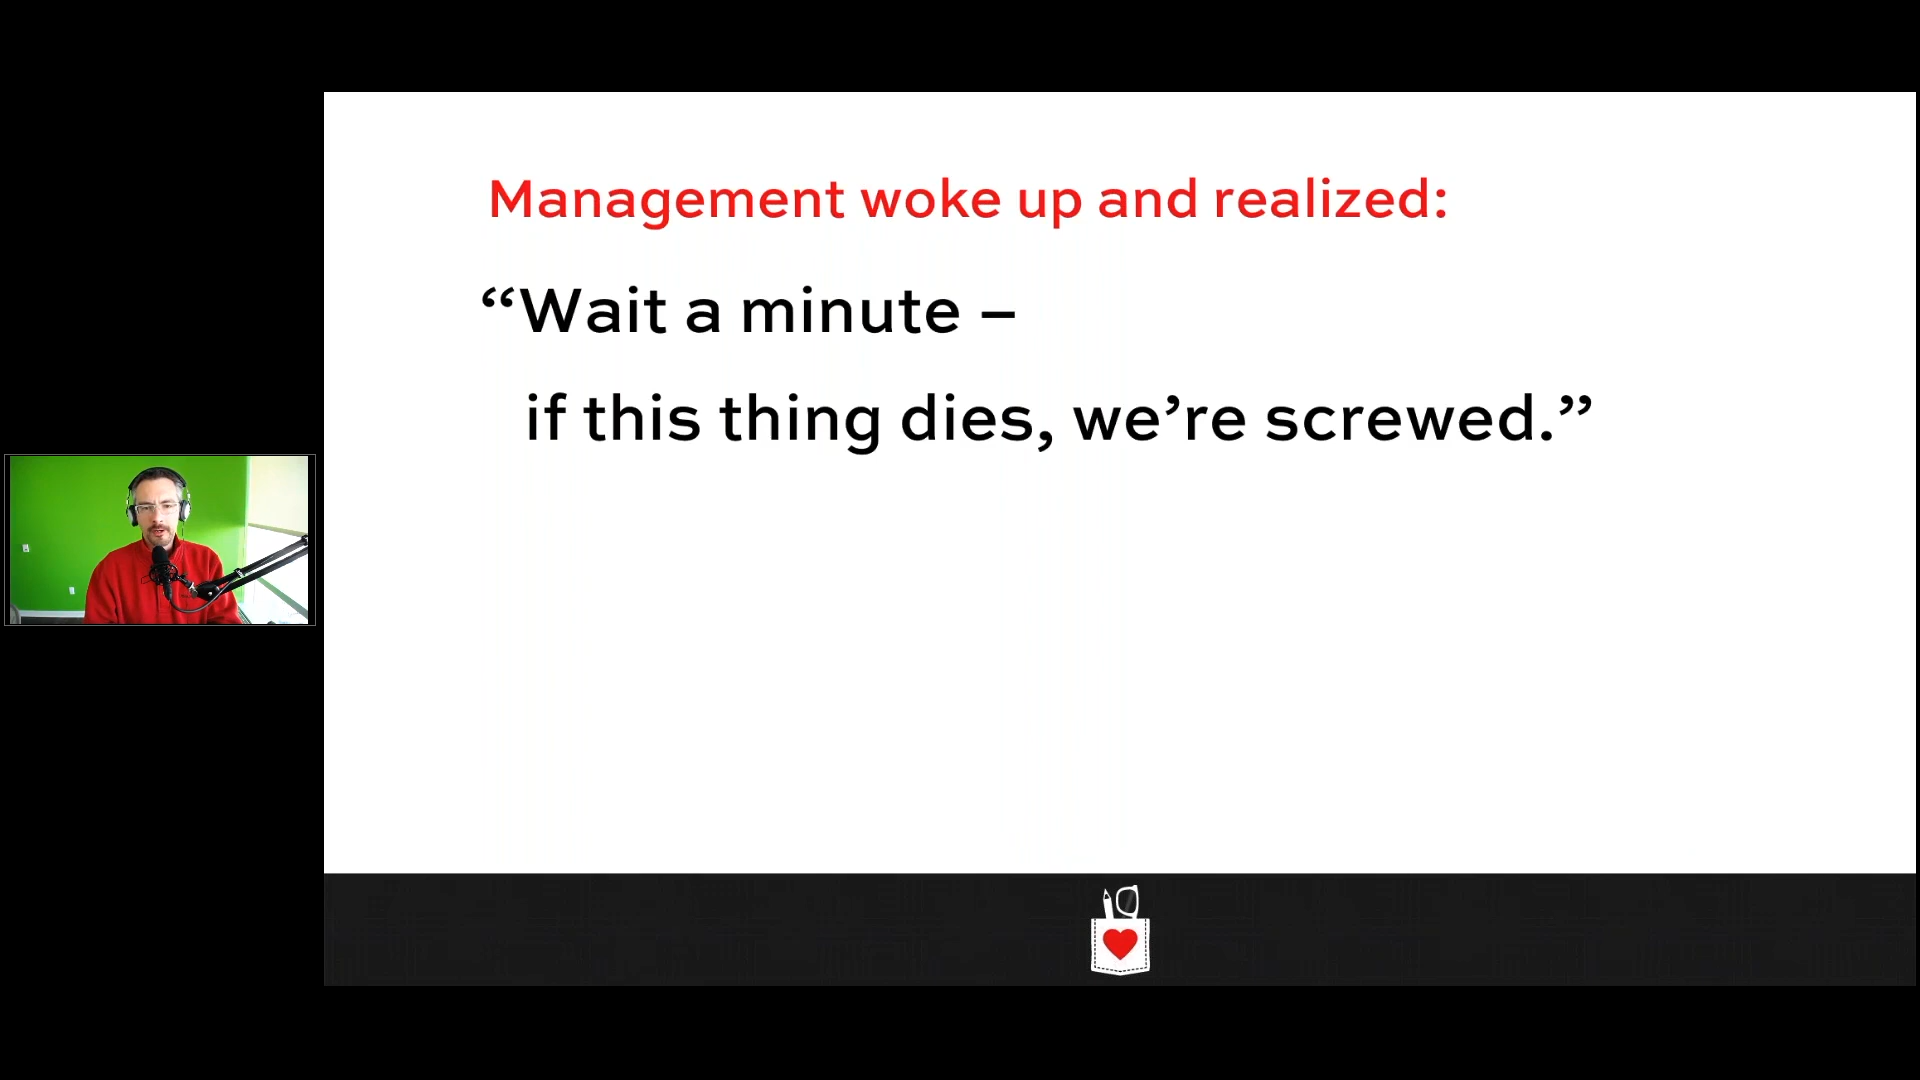 Management woke up and realized:
“Wait a minute –
if this thing dies, we’re screwed.”